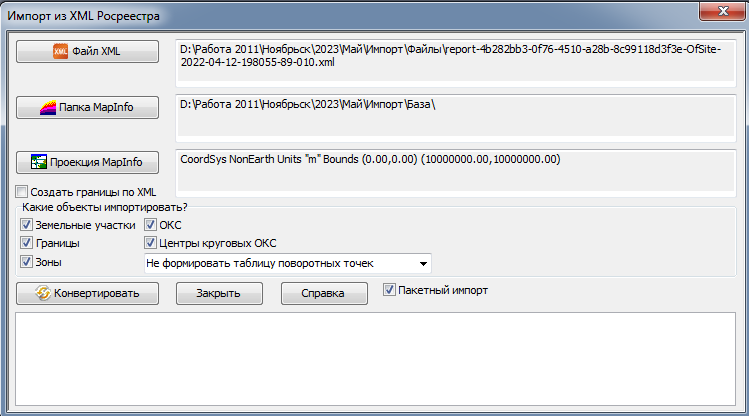 Импорт из XML Росреестра
XML
Файл XML
D:\Работа 2011\Ноябрьск\2023\Май\Импорт\Файлы\report-4b282bb3-0f76-4510-a28b-8c99118d3f3e-OfSite-
2022-04-12-198055-89-010.xml
Папка MapInfo
D:\Работа 2011\Ноябрьск\2023\Май\Импорт\База\
Проекция MapInfo
CoordSys NonEarth Units "m" Bounds (0.00,0.00) (10000000.00,10000000.00)
Создать границы по XML
Какие объекты импортировать?
Земельные участки
ОКС
Границы
Центры круговых ОКС
Зоны
Не формировать таблицу поворотных точек
Конвертировать
Закрыть
Справка
Пакетный импорт